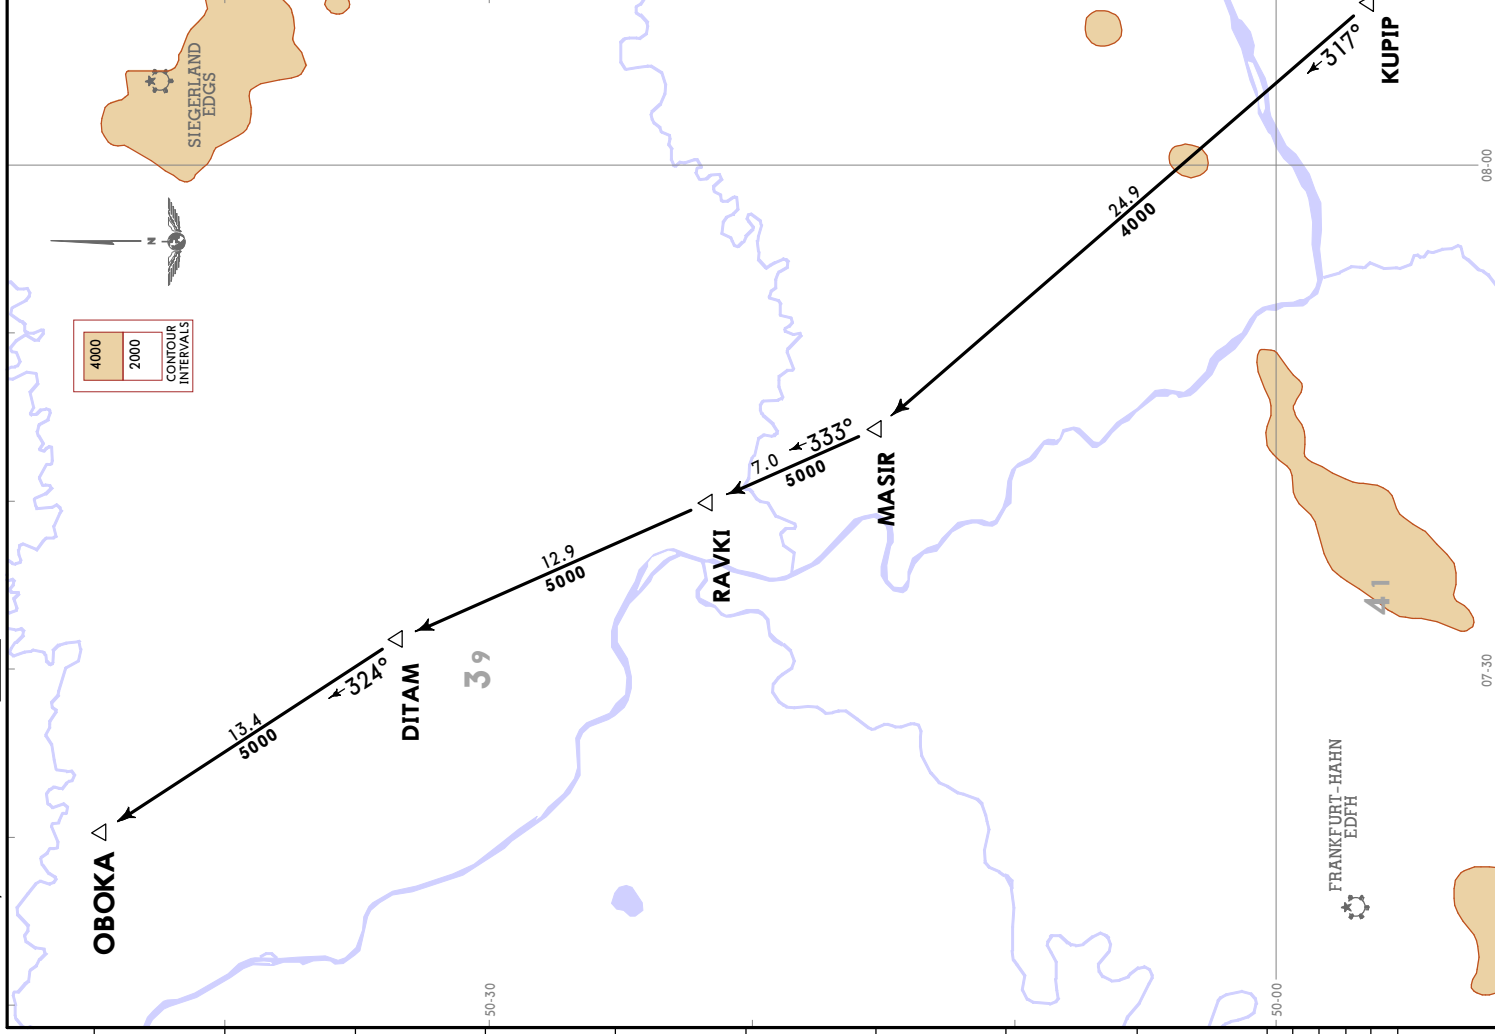 SIEGERLAND
EDGS
N
4000
2000
CONTOUR
INTERVALS
317°
KUPIP
08-00
24.9
4000
333°
7.0
5000
MASIR
RAVKI
12.9
5000
DITAM
324°
39
13.4
5000
OBOKA
41
07-30
FRANKFURT-HAHN
EDFH
50-30
50-00